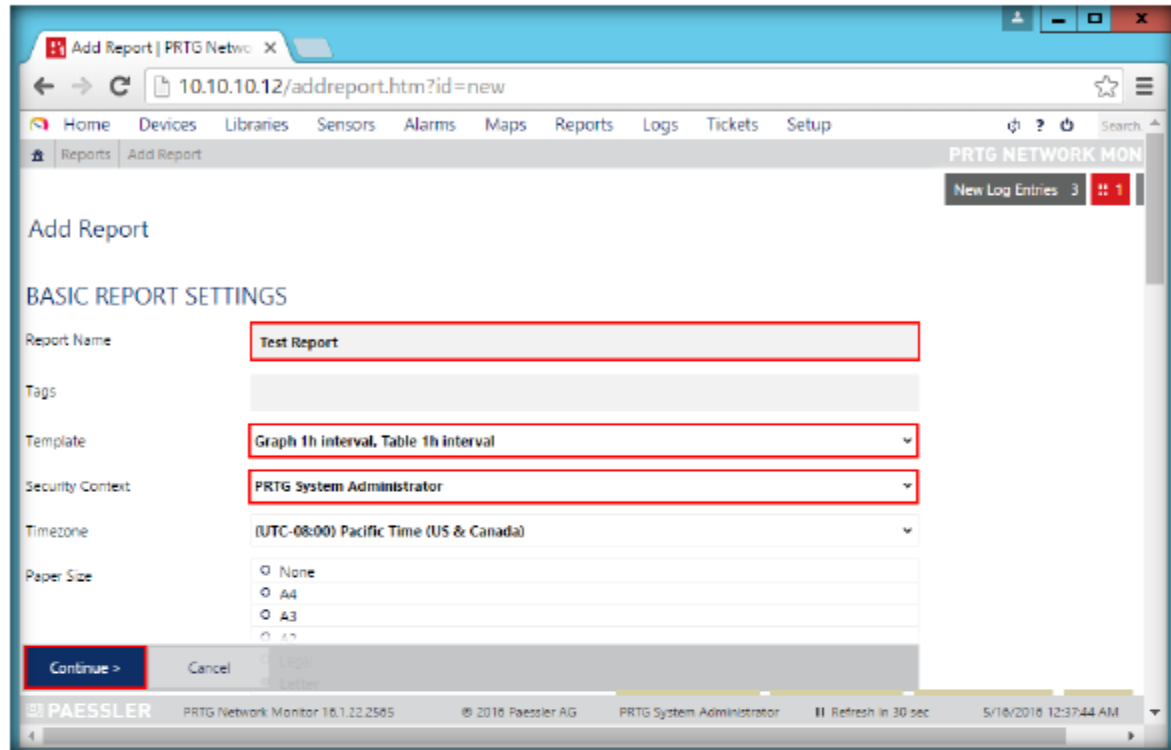 Add Report | PRTG Netwo
10.10.10.12/addreport.htm?id=new
Home Devices Libraries Sensors Alarms Maps Reports Logs Tickets Setup ? Search.
Reports Add Report PRTG NETWORK MON
New Log Entries 3 1
Add Report
BASIC REPORT SETTINGS
Report Name Test Report
Tags
Template Graph 1h interval, Table 1h interval
Security Context PRTG System Administrator
Timezone (UTC-08:00) Pacific Time (US & Canada)
Paper Size None
A4
A3
A2
Legal
Continue > Cancel
Letter
PAESSLER PRTG Network Monitor 16.1.22.2565 © 2016 Paessler AG PRTG System Administrator Refresh in 30 sec 5/16/2016 12:37:44 AM